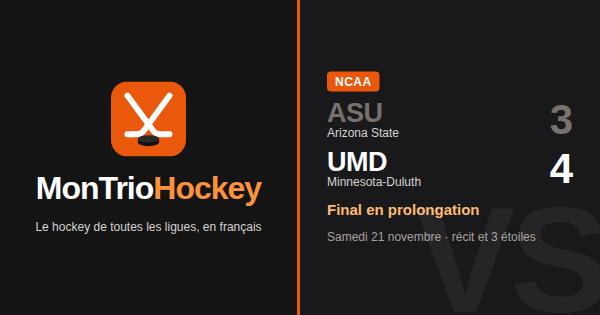 MonTrioHockey
Le hockey de toutes les ligues, en français
NCAA
ASU 3
Arizona State
UMD 4
Minnesota-Duluth
Final en prolongation
Samedi 21 novembre · récit et 3 étoiles
VS